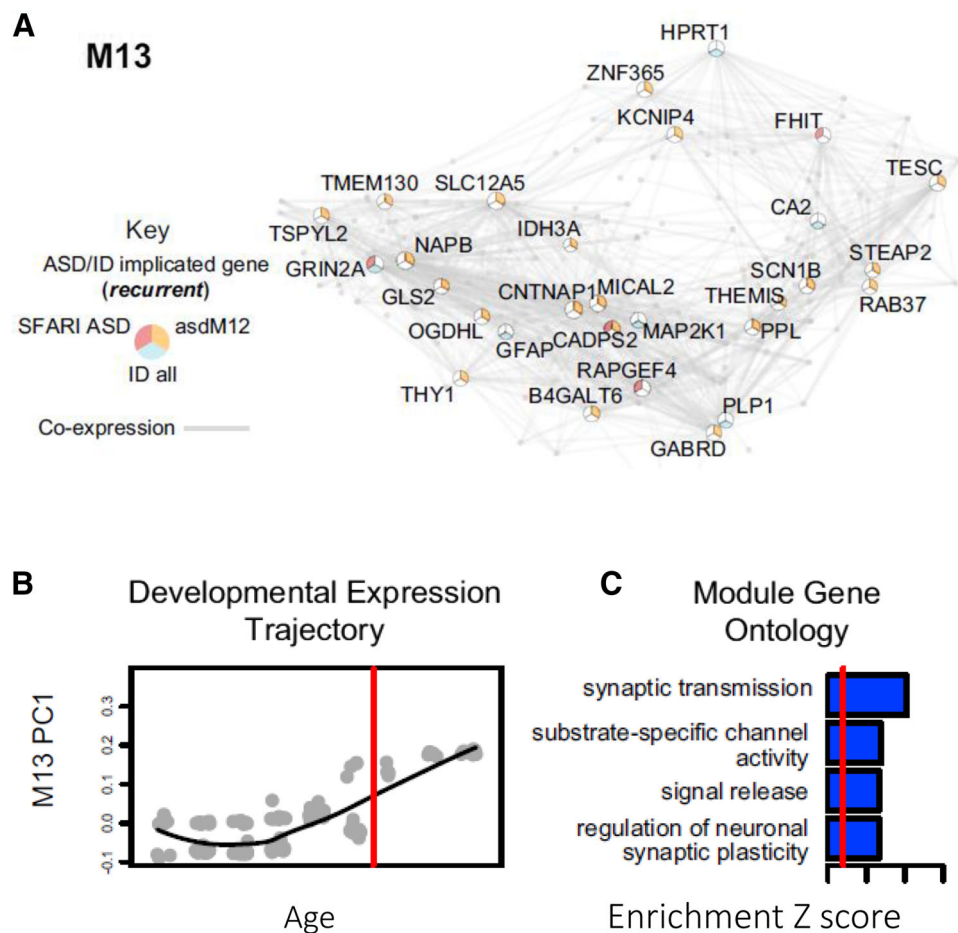 A
M13
HPRT1
ZNF365
KCNIP4
FHIT
TESC
TMEM130
SLC12A5
CA2
TSPYL2
IDH3A
NAPB
STEAP2
GRIN2A
SCN1B
GLS2
CNTNAP1
MICAL2
THEMIS
RAB37
OGDHL
GFAP
CADPS2
MAP2K1
PPL
RAPGEF4
THY1
B4GALT6
PLP1
GABRD
Key
ASD/ID implicated gene
(recurrent)
SFARI ASD
asdM12
ID all
Co-expression
B
Developmental Expression
Trajectory
M13 PC1
0.3
0.2
0.1
0.0
-0.1
Age
C
Module Gene
Ontology
synaptic transmission
substrate-specific channel
activity
signal release
regulation of neuronal
synaptic plasticity
Enrichment Z score